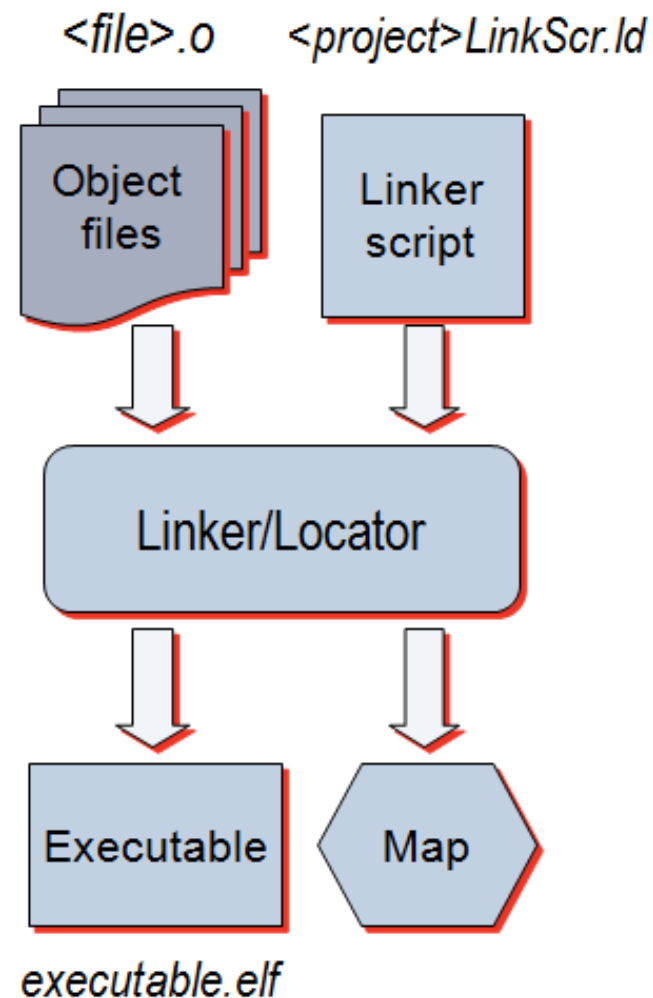 <file>.o <project>LinkScr.ld
Object
files
Linker
script
Linker/Locator
Executable
Map
executable.elf